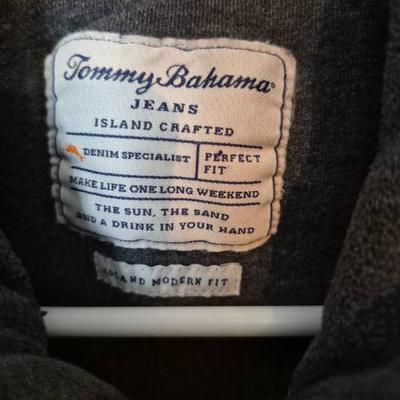 Tommy Bahama®
JEANS
ISLAND CRAFTED
DENIM SPECIALIST
PERFECT
FIT
MAKE LIFE ONE LONG WEEKEND
THE SUN, THE SAND
AND A DRINK IN YOUR HAND
ISLAND MODERN FIT